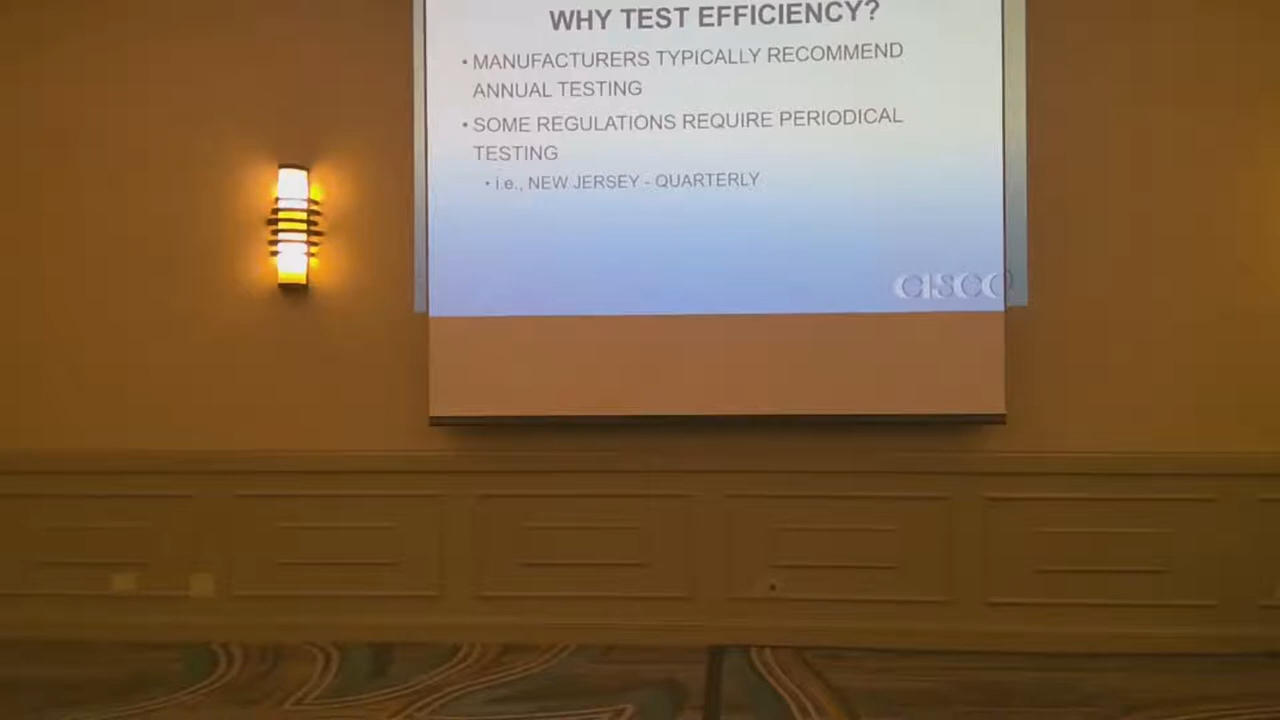 WHY TEST EFFICIENCY?
• MANUFACTURERS TYPICALLY RECOMMEND
ANNUAL TESTING
• SOME REGULATIONS REQUIRE PERIODICAL
TESTING
• i.e., NEW JERSEY - QUARTERLY
CISCO